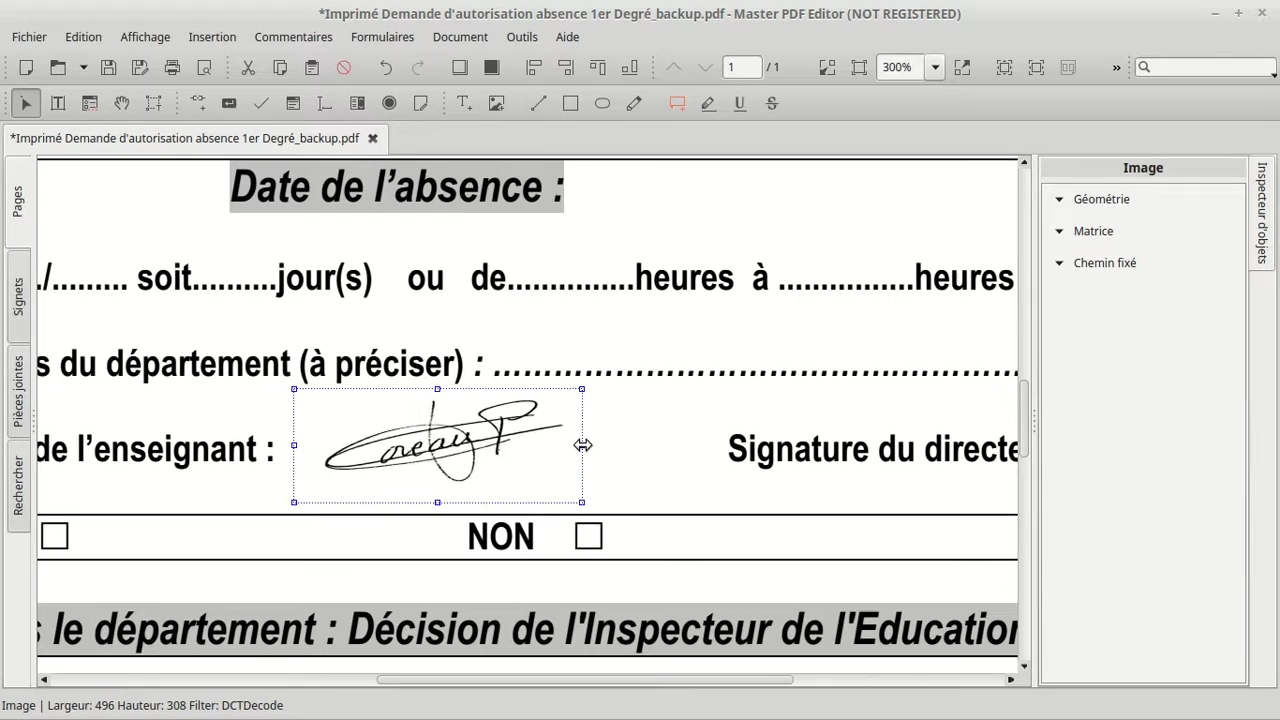 *Imprimé Demande d'autorisation absence 1er Degré_backup.pdf - Master PDF Editor (NOT REGISTERED)
Fichier Edition Affichage Insertion Commentaires Formulaires Document Outils Aide
1 / 1 300% »
*Imprimé Demande d'autorisation absence 1er Degré_backup.pdf
Pages
Signets
Pièces jointes
Rechercher
Date de l’absence :
./......... soit..........jour(s) ou de...............heures à ................heures
s du département (à préciser) : ……………………………………….…………
de l’enseignant :
Signature du directe
NON
s le département : Décision de l'Inspecteur de l'Education
Image
Géométrie
Matrice
Chemin fixé
Inspecteur d'objets
Image | Largeur: 496 Hauteur: 308 Filter: DCTDecode